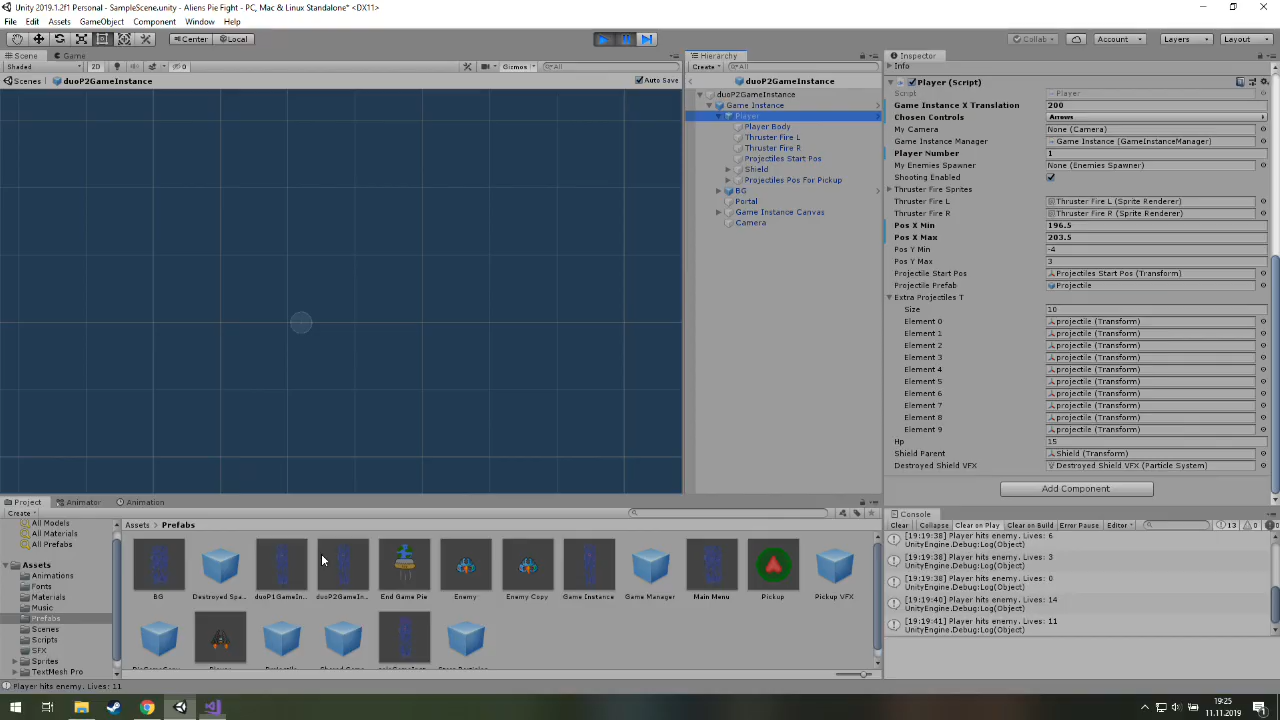 Unity 2019.1.2f1 Personal - SampleScene.unity - Aliens Pie Fight - PC, Mac & Linux Standalone* <DX11>
File Edit Assets GameObject Component Window Help
Center Local Collab Account Layers Layout
Scene Game Hierarchy Inspector
Shaded 2D 0 Gizmos All Create All Info
Scenes duoP2GameInstance Auto Save duoP2GameInstance
Player (Script)
Script Player
Game Instance X Translation 200
Chosen Controls Arrows
My Camera None (Camera)
Game Instance Manager Game Instance (GameInstanceManager)
Player Number 1
My Enemies Spawner None (Enemies Spawner)
Shooting Enabled
Thruster Fire Sprites
Thruster Fire L Thruster Fire L (Sprite Renderer)
Thruster Fire R Thruster Fire R (Sprite Renderer)
Pos X Min 196.5
Pos X Max 203.5
Pos Y Min -4
Pos Y Max 3
Projectile Start Pos Projectiles Start Pos (Transform)
Projectile Prefab Projectile
Extra Projectiles T
Size 10
Element 0 projectile (Transform)
Element 1 projectile (Transform)
Element 2 projectile (Transform)
Element 3 projectile (Transform)
Element 4 projectile (Transform)
Element 5 projectile (Transform)
Element 6 projectile (Transform)
Element 7 projectile (Transform)
Element 8 projectile (Transform)
Element 9 projectile (Transform)
Hp 15
Shield Parent Shield (Transform)
Destroyed Shield VFX Destroyed Shield VFX (Particle System)
Add Component
duoP2GameInstance
Game Instance
Player
Player Body
Thruster Fire L
Thruster Fire R
Projectiles Start Pos
Shield
Projectiles Pos For Pickup
BG
Portal
Game Instance Canvas
Camera
Project Animator Animation
Create
All Models
All Materials
All Prefabs
Assets
Animations
Fonts
Materials
Music
Prefabs
Scenes
Scripts
SFX
Sprites
TextMesh Pro
Assets Prefabs
BG Destroyed Spa... duoP1GameIn... duoP2GameIn... End Game Pie Enemy Enemy Copy Game Instance Game Manager Main Menu Pickup Pickup VFX
Console
Clear Collapse Clear on Play Clear on Build Error Pause Editor 13 0 0
[19:19:38] Player hits enemy. Lives: 6
UnityEngine.Debug:Log(Object)
[19:19:38] Player hits enemy. Lives: 3
UnityEngine.Debug:Log(Object)
[19:19:38] Player hits enemy. Lives: 0
UnityEngine.Debug:Log(Object)
[19:19:40] Player hits enemy. Lives: 14
UnityEngine.Debug:Log(Object)
[19:19:41] Player hits enemy. Lives: 11
UnityEngine.Debug:Log(Object)
Player hits enemy. Lives: 11
19:25
11.11.2019